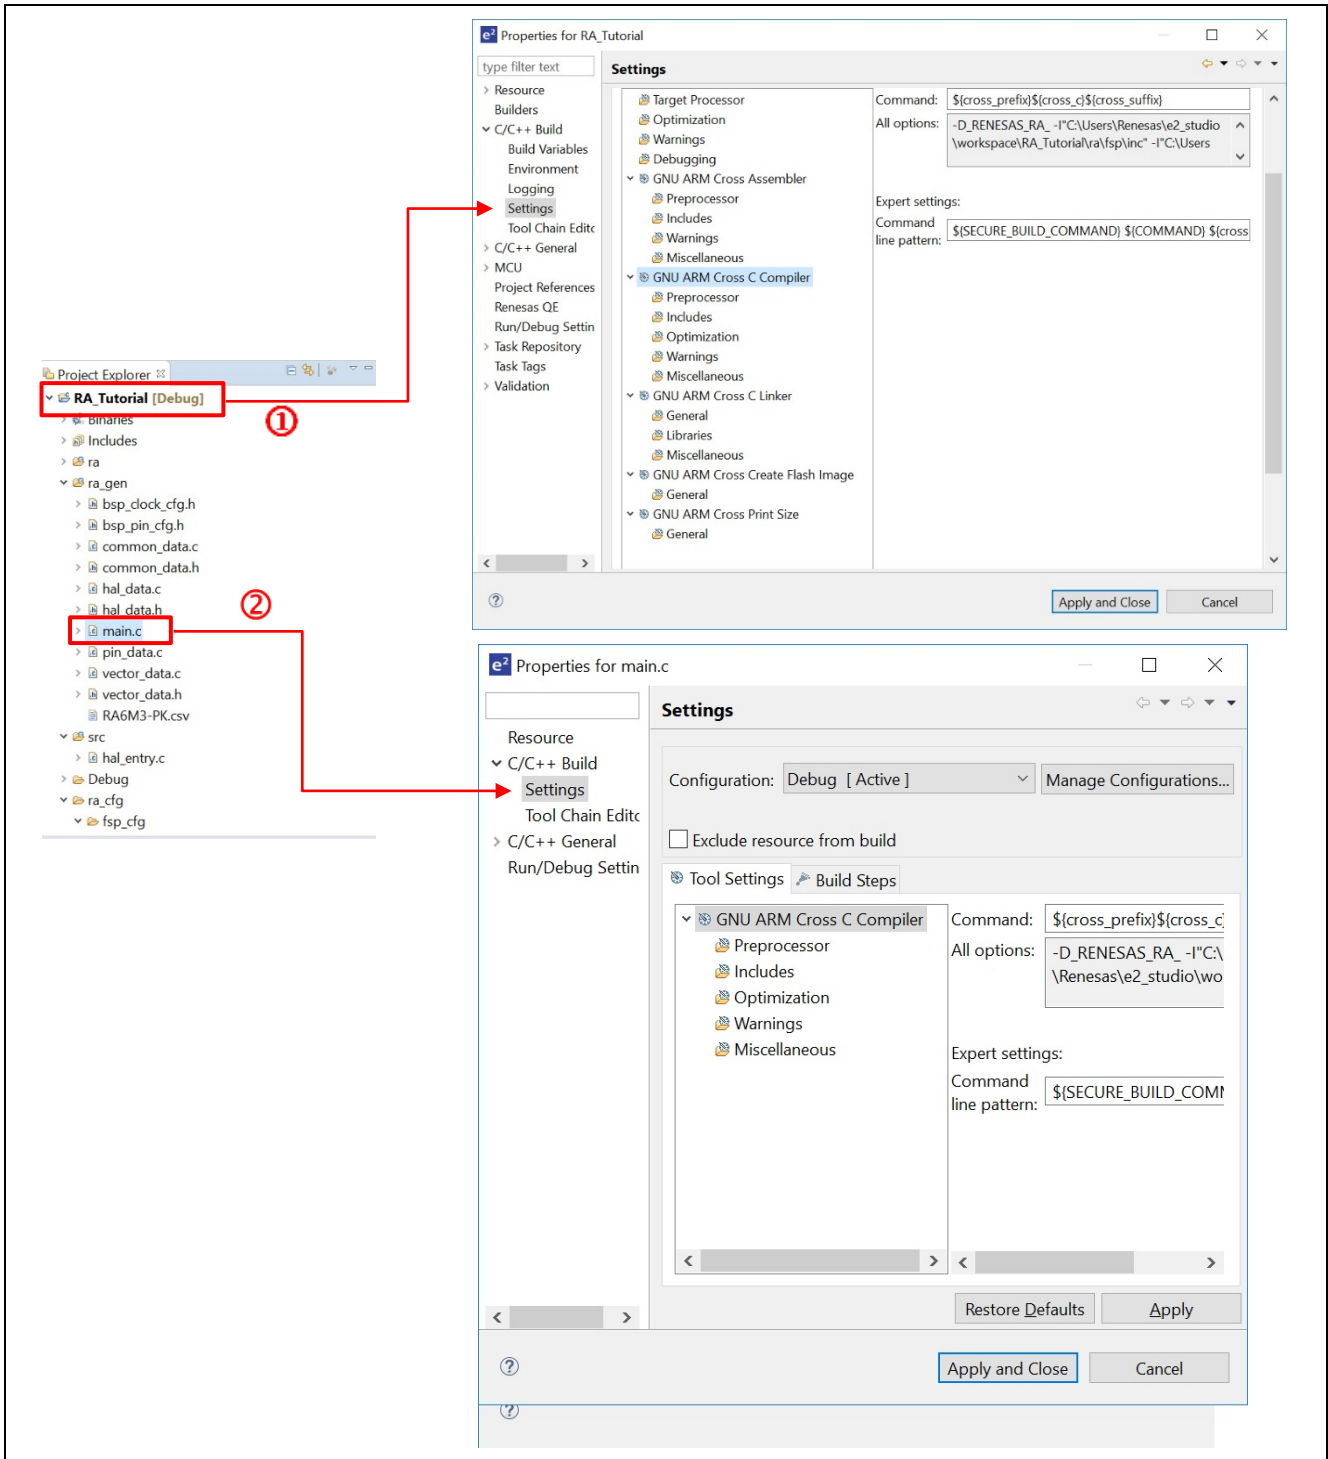 Properties for RA_Tutorial
type filter text
Settings
Resource
Builders
C/C++ Build
Build Variables
Environment
Logging
Settings
Tool Chain Editc
C/C++ General
MCU
Project References
Renesas QE
Run/Debug Settin
Task Repository
Task Tags
Validation
Target Processor
Optimization
Warnings
Debugging
GNU ARM Cross Assembler
Preprocessor
Includes
Warnings
Miscellaneous
GNU ARM Cross C Compiler
Preprocessor
Includes
Optimization
Warnings
Miscellaneous
GNU ARM Cross C Linker
General
Libraries
Miscellaneous
GNU ARM Cross Create Flash Image
General
GNU ARM Cross Print Size
General
Command: ${cross_prefix}${cross_c}${cross_suffix}
All options: -D_RENESAS_RA_ -I"C:\Users\Renesas\e2_studio
\workspace\RA_Tutorial\ra\fsp\inc" -I"C:\Users
Expert settings:
Command
line pattern: ${SECURE_BUILD_COMMAND} ${COMMAND} ${cross
Apply and Close
Cancel
Project Explorer
RA_Tutorial [Debug]
Binaries
Includes
ra
ra_gen
bsp_clock_cfg.h
bsp_pin_cfg.h
common_data.c
common_data.h
hal_data.c
hal_data.h
main.c
pin_data.c
vector_data.c
vector_data.h
RA6M3-PK.csv
src
hal_entry.c
Debug
ra_cfg
fsp_cfg
①
②
Properties for main.c
Settings
Resource
C/C++ Build
Settings
Tool Chain Editc
C/C++ General
Run/Debug Settin
Configuration: Debug [ Active ] Manage Configurations...
Exclude resource from build
Tool Settings Build Steps
GNU ARM Cross C Compiler
Preprocessor
Includes
Optimization
Warnings
Miscellaneous
Command: ${cross_prefix}${cross_c}
All options: -D_RENESAS_RA_ -I"C:\
\Renesas\e2_studio\wo
Expert settings:
Command
line pattern: ${SECURE_BUILD_COMM
Restore Defaults
Apply
Apply and Close
Cancel